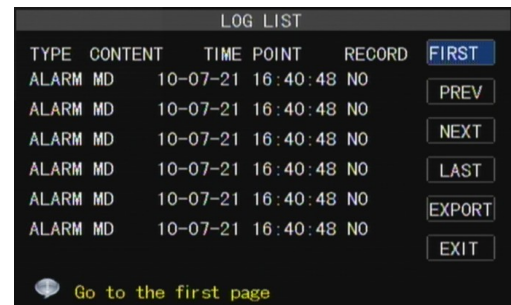 LOG LIST
TYPE CONTENT TIME POINT RECORD FIRST
ALARM MD 10-07-21 16:40:48 NO
PREV
ALARM MD 10-07-21 16:40:48 NO
ALARM MD 10-07-21 16:40:48 NO NEXT
ALARM MD 10-07-21 16:40:48 NO LAST
ALARM MD 10-07-21 16:40:48 NO
EXPORT
ALARM MD 10-07-21 16:40:48 NO
EXIT
Go to the first page